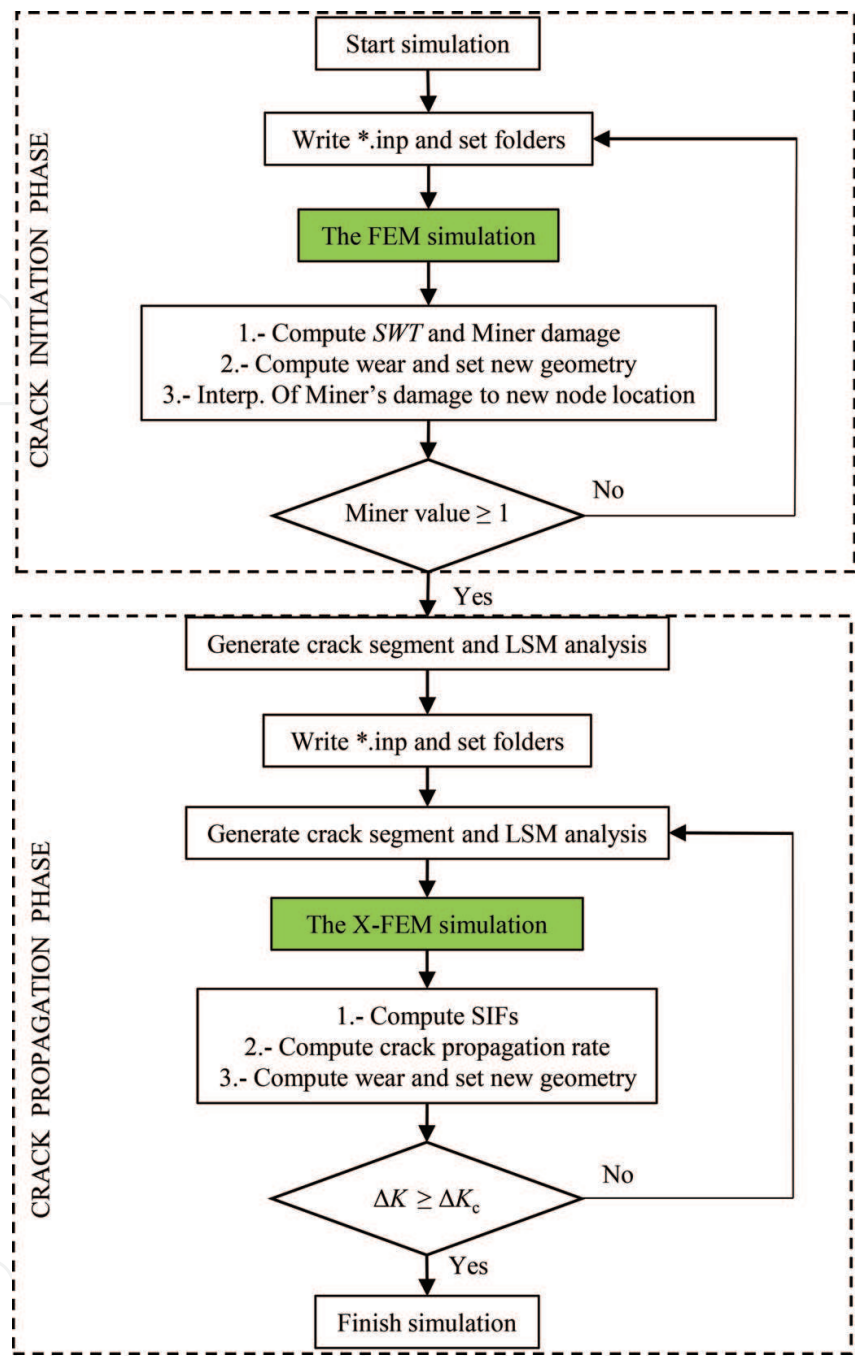 Start simulation
Write *.inp and set folders
The FEM simulation
1.- Compute SWT and Miner damage
2.- Compute wear and set new geometry
3.- Interp. Of Miner’s damage to new node location
No
Miner value ≥ 1
CRACK INITIATION PHASE
Yes
Generate crack segment and LSM analysis
Write *.inp and set folders
Generate crack segment and LSM analysis
The X-FEM simulation
1.- Compute SIFs
2.- Compute crack propagation rate
3.- Compute wear and set new geometry
No
ΔK ≥ ΔKc
Yes
Finish simulation
CRACK PROPAGATION PHASE